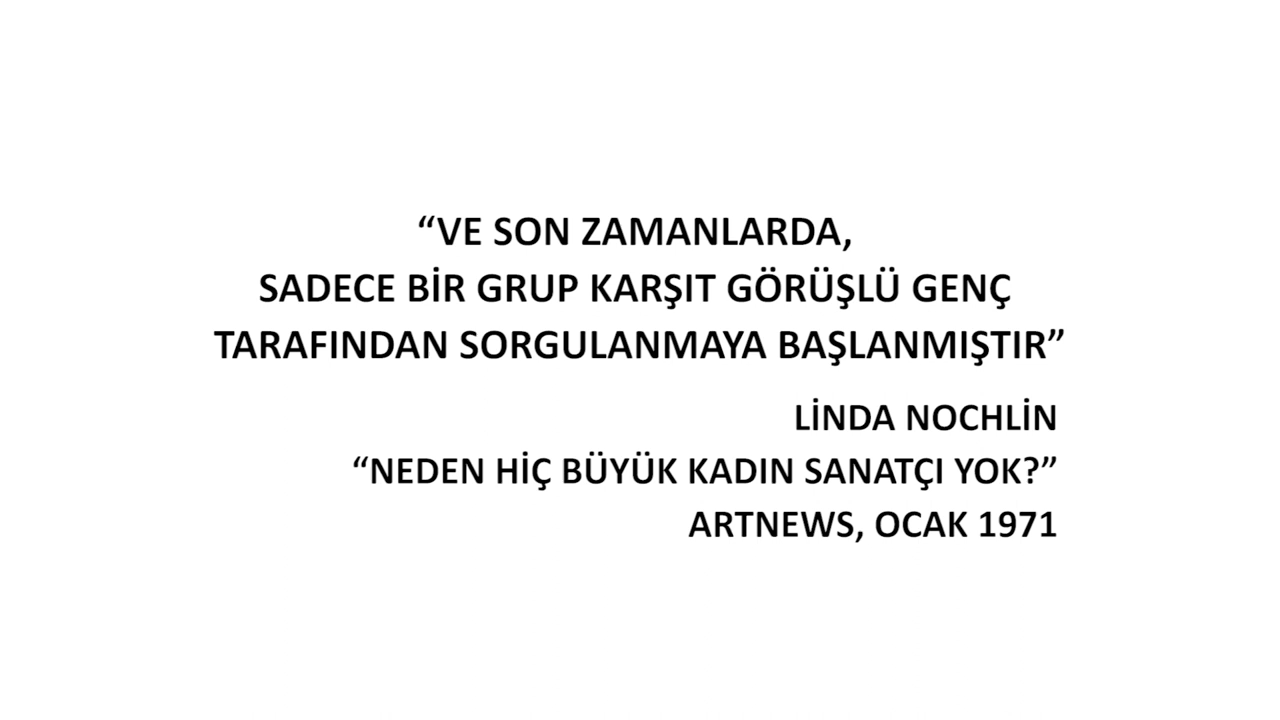 “VE SON ZAMANLARDA,
SADECE BİR GRUP KARŞIT GÖRÜŞLÜ GENÇ
TARAFINDAN SORGULANMAYA BAŞLANMIŞTIR”
LİNDA NOCHLİN
“NEDEN HİÇ BÜYÜK KADIN SANATÇI YOK?”
ARTNEWS, OCAK 1971